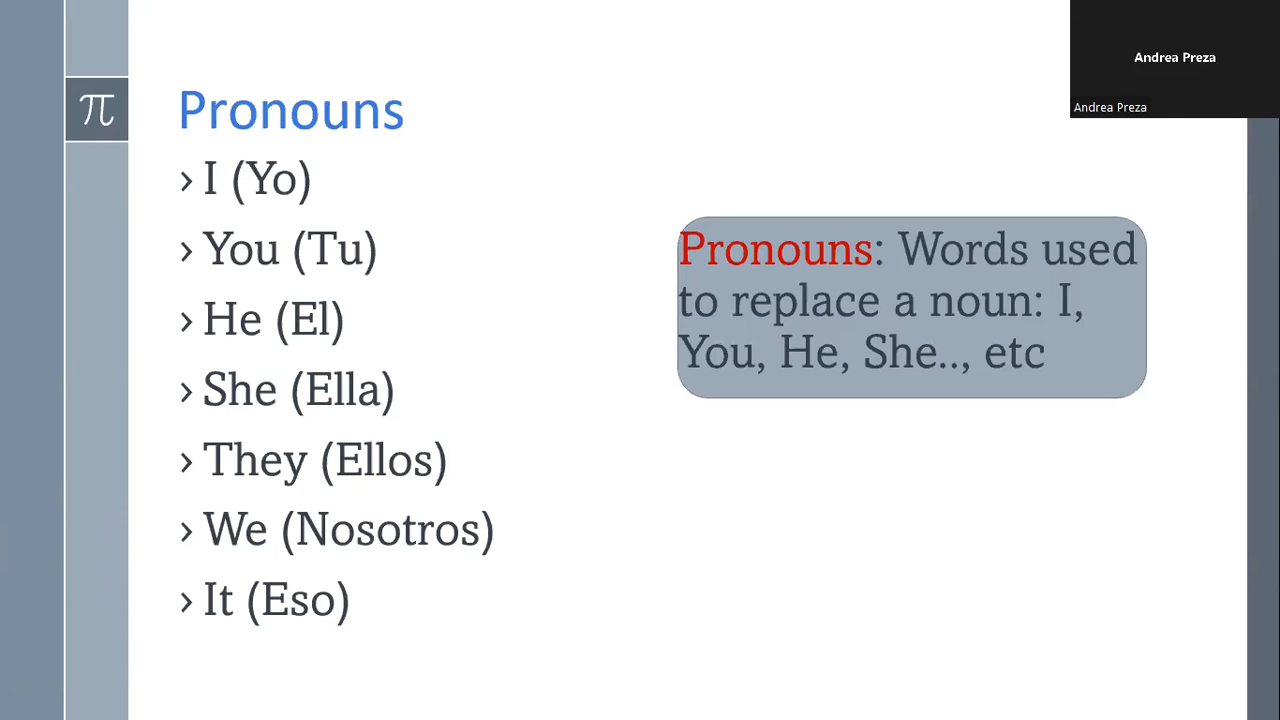 Andrea Preza
Andrea Preza
π
Pronouns
› I (Yo)
› You (Tu)
› He (El)
› She (Ella)
› They (Ellos)
› We (Nosotros)
› It (Eso)
Pronouns: Words used
to replace a noun: I,
You, He, She.., etc